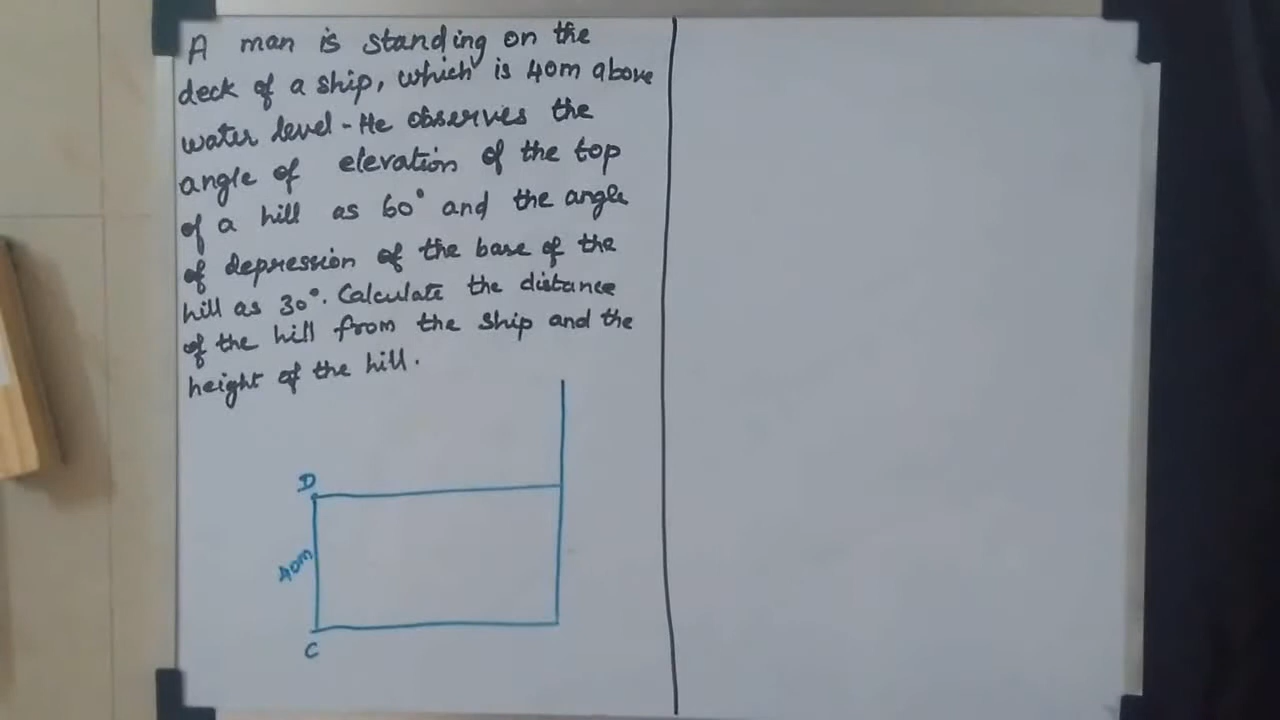 A man is standing on the
deck of a ship, which is 40m above
water level. He observes the
angle of elevation of the top
of a hill as 60° and the angle
of depression of the base of the
hill as 30°. Calculate the distance
of the hill from the ship and the
height of the hill.
D
40m
C